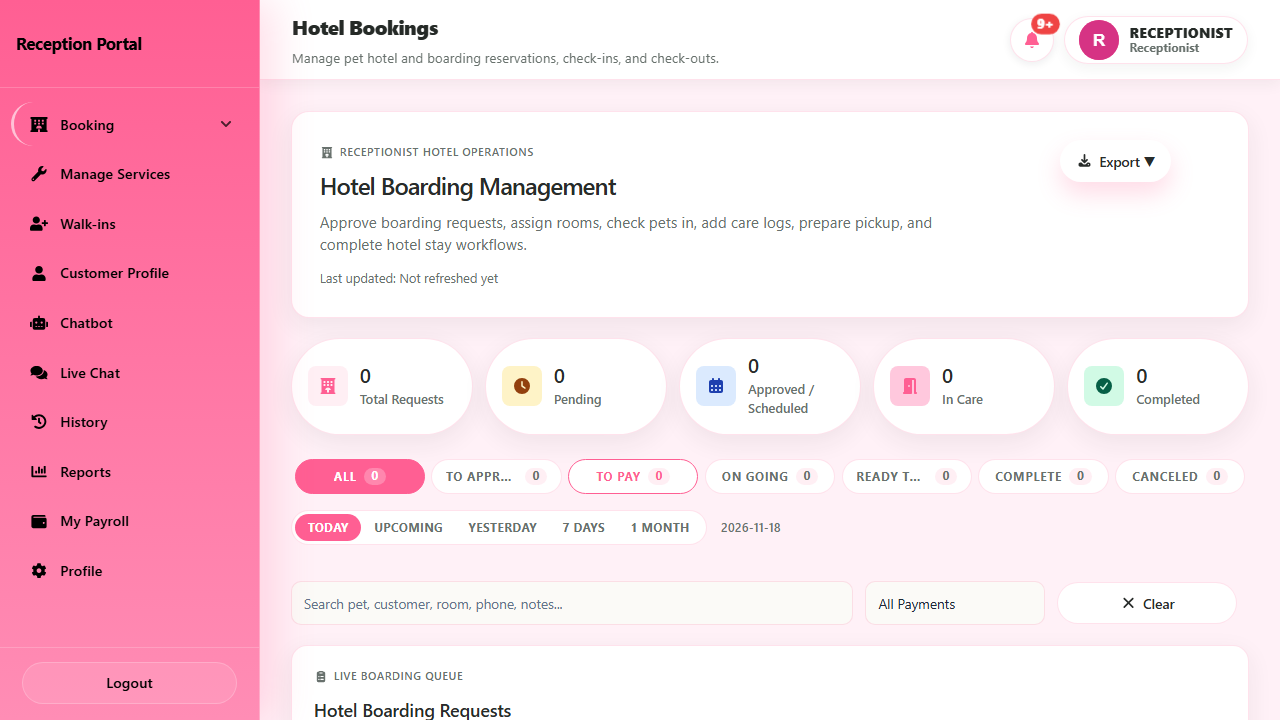 Reception Portal
Booking
Manage Services
Walk-ins
Customer Profile
Chatbot
Live Chat
History
Reports
My Payroll
Profile
Logout
Hotel Bookings
Manage pet hotel and boarding reservations, check-ins, and check-outs.
9+
R
RECEPTIONIST
Receptionist
RECEPTIONIST HOTEL OPERATIONS
Hotel Boarding Management
Approve boarding requests, assign rooms, check pets in, add care logs, prepare pickup, and
complete hotel stay workflows.
Last updated: Not refreshed yet
Export ▼
0
Total Requests
0
Pending
0
Approved /
Scheduled
0
In Care
0
Completed
ALL 0
TO APPR... 0
TO PAY 0
ON GOING 0
READY T... 0
COMPLETE 0
CANCELED 0
TODAY UPCOMING YESTERDAY 7 DAYS 1 MONTH 2026-11-18
Search pet, customer, room, phone, notes...
All Payments
Clear
LIVE BOARDING QUEUE
Hotel Boarding Requests